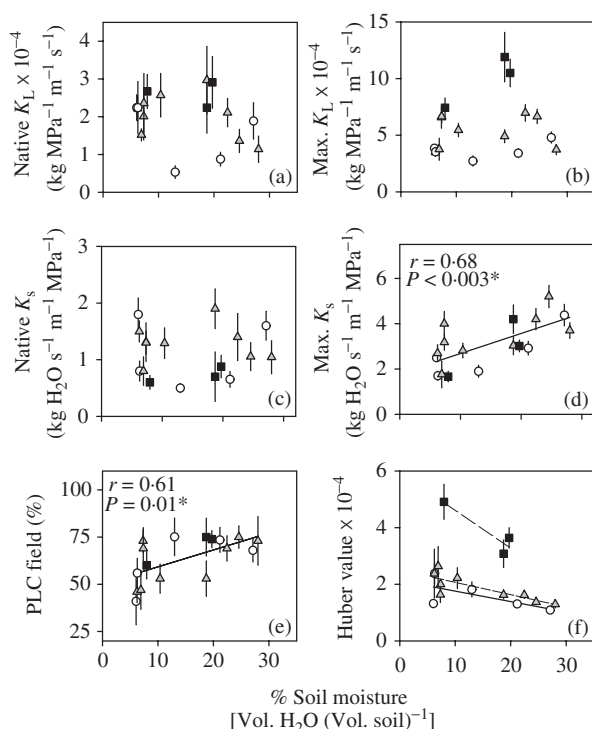 Native K_L x 10⁻⁴
(kg MPa⁻¹ m⁻¹ s⁻¹)
4
3
2
1
0
(a)
Max. K_L x 10⁻⁴
(kg MPa⁻¹ m⁻¹ s⁻¹)
15
10
5
0
(b)
Native K_s
(kg H₂O s⁻¹ m⁻¹ MPa⁻¹)
3
2
1
0
(c)
Max. K_s
(kg H₂O s⁻¹ m⁻¹ MPa⁻¹)
6
4
2
0
r = 0·68
P < 0·003*
(d)
PLC field (%)
100
75
50
25
r = 0·61
P = 0·01*
(e)
0 10 20 30
Huber value x 10⁻⁴
6
4
2
0
(f)
0 10 20 30
% Soil moisture
[Vol. H₂O (Vol. soil)⁻¹]